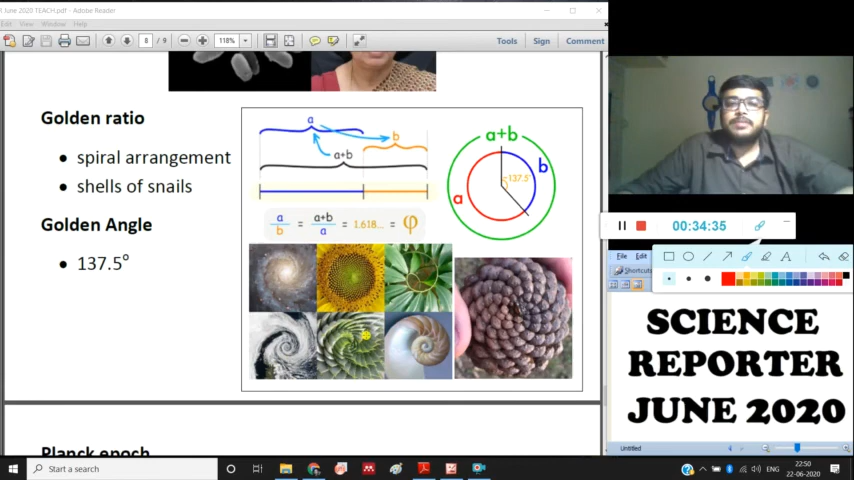 1 June 2020 TEACH.pdf - Adobe Reader
Edit View Window Help
8 / 9
118%
Tools Sign Comment
Golden ratio
• spiral arrangement
• shells of snails
Golden Angle
• 137.5°
a
b
a+b
a/b = a+b/a = 1.618... = φ
a+b
a
b
137.5°
00:34:35
A
File Edit
Shortcuts
SCIENCE
REPORTER
JUNE 2020
Untitled
Planck epoch
Start a search
ENG
22:50
22-06-2020